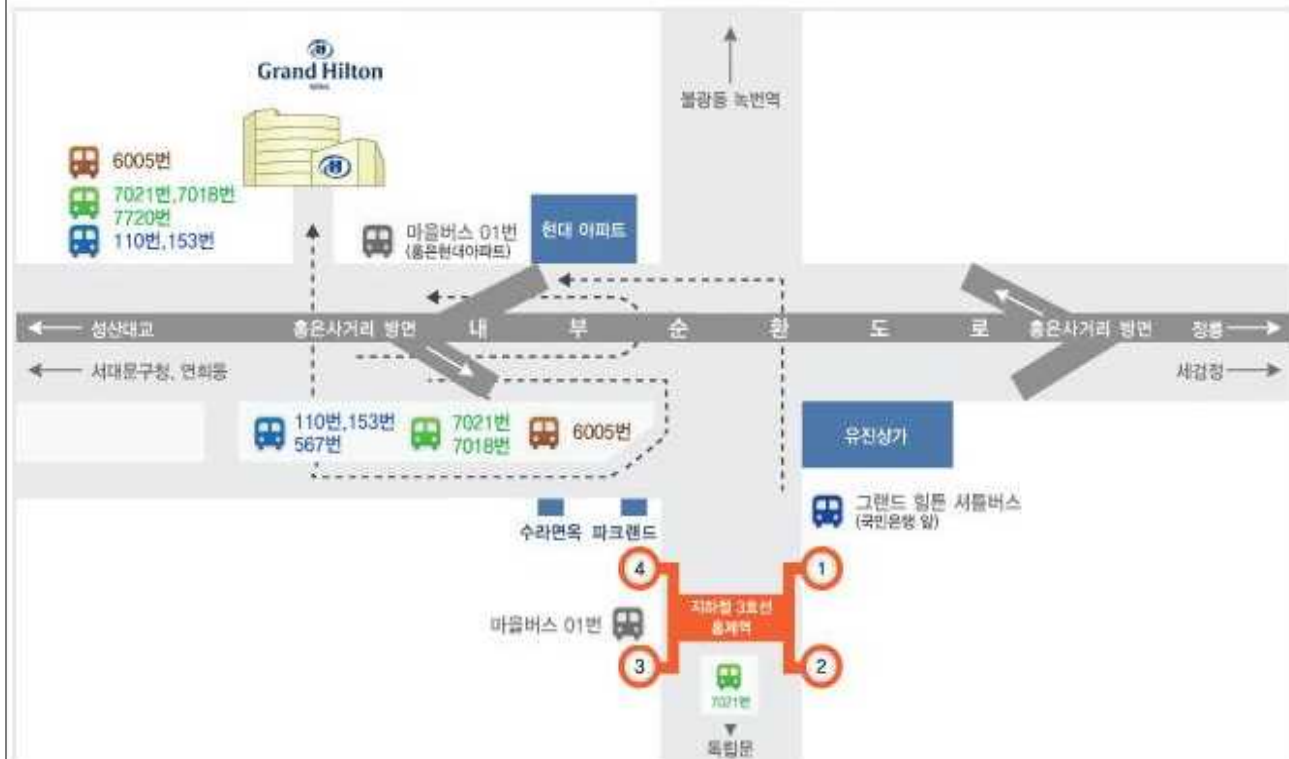 Grand Hilton
불광동 녹번역
6005번
7021번,7018번
7720번
110번,153번
마을버스 01번
(홍은현대아파트)
현대 아파트
성산대교
홍은사거리 방면
내 부 순 환 도 로
홍은사거리 방면
정릉
서대문구청, 연희동
세검정
110번,153번
567번
7021번
7018번
6005번
유진상가
그랜드 힐튼 셔틀버스
(국민은행 앞)
수라면옥
파크랜드
4
1
지하철 3호선
홍제역
마을버스 01번
3
2
7021번
독립문